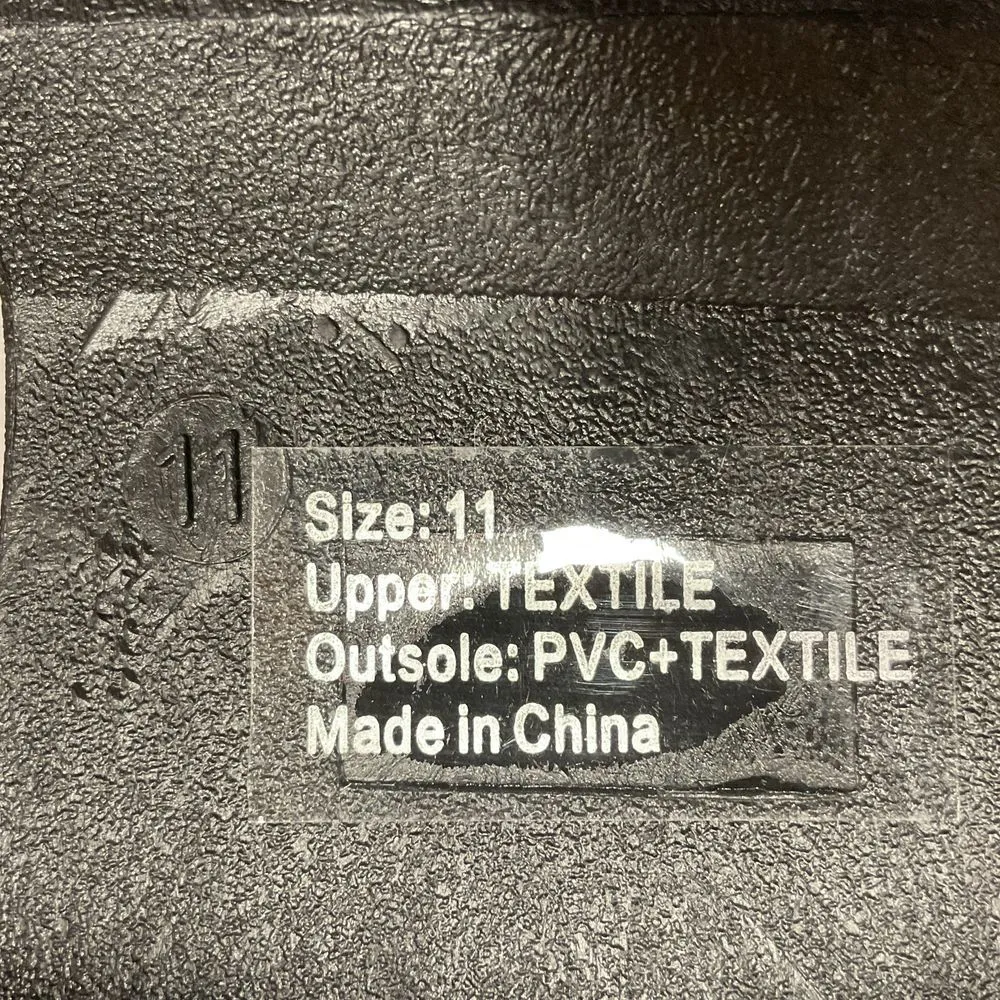 11
Size: 11
Upper: TEXTILE
Outsole: PVC+TEXTILE
Made in China